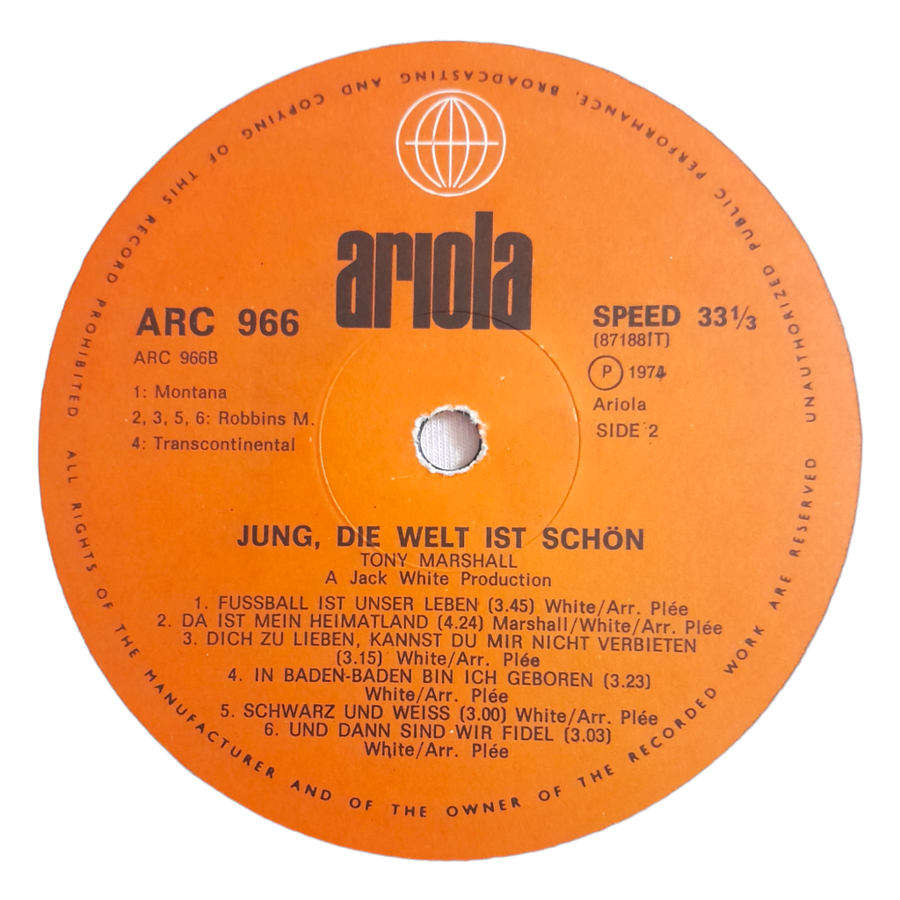 ariola
ARC 966
ARC 966B
1: Montana
2, 3, 5, 6: Robbins M.
4: Transcontinental
SPEED 33⅓
(87188IT)
Ⓟ 1974
Ariola
SIDE 2
JUNG, DIE WELT IST SCHÖN
TONY MARSHALL
A Jack White Production
1. FUSSBALL IST UNSER LEBEN (3.45) White/Arr. Plée
2. DA IST MEIN HEIMATLAND (4.24) Marshall/White/Arr. Plée
3. DICH ZU LIEBEN, KANNST DU MIR NICHT VERBIETEN
(3.15) White/Arr. Plée
4. IN BADEN-BADEN BIN ICH GEBOREN (3.23)
White/Arr. Plée
5. SCHWARZ UND WEISS (3.00) White/Arr. Plée
6. UND DANN SIND WIR FIDEL (3.03)
White/Arr. Plée
ALL RIGHTS OF THE MANUFACTURER AND OF THE OWNER OF THE RECORDED WORK ARE RESERVED
UNAUTHORIZED PUBLIC PERFORMANCE, BROADCASTING AND COPYING OF THIS RECORD PROHIBITED